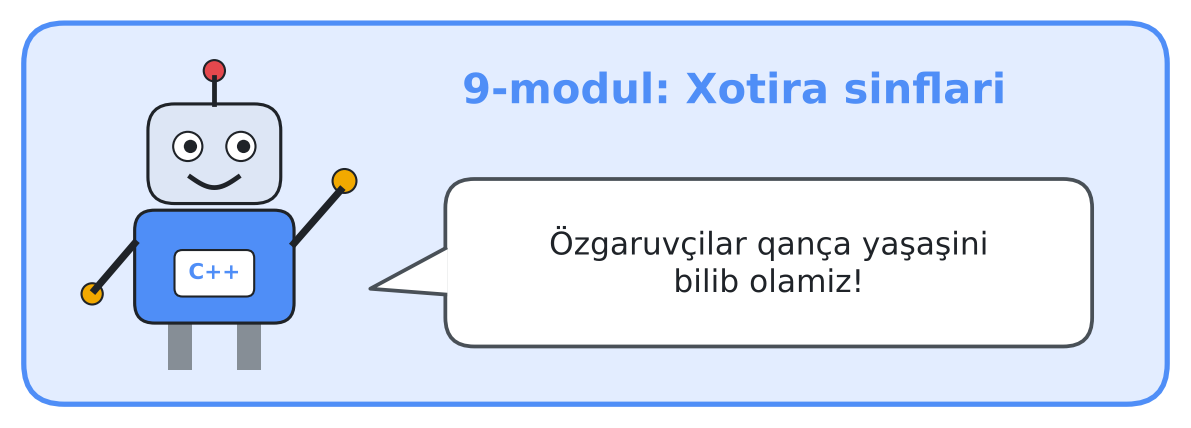 9-modul: Xotira sinflari
C++
Özgaruvçilar qança yaşaşini
bilib olamiz!